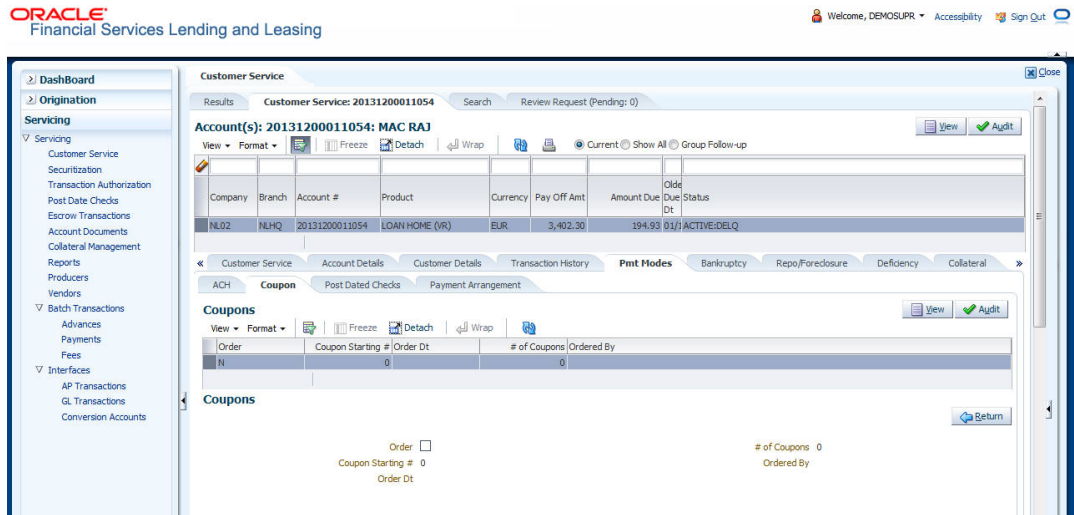 ORACLE
Financial Services Lending and Leasing
Welcome, DEMOSUPR Accessibility Sign Out
Close
DashBoard
Origination
Servicing
Servicing
Customer Service
Securitization
Transaction Authorization
Post Date Checks
Escrow Transactions
Account Documents
Collateral Management
Reports
Producers
Vendors
Batch Transactions
Advances
Payments
Fees
Interfaces
AP Transactions
GL Transactions
Conversion Accounts
Customer Service
Results Customer Service: 20131200011054 Search Review Request (Pending: 0)
Account(s): 20131200011054: MAC RAJ
View Audit
View Format Freeze Detach Wrap Current Show All Group Follow-up
Company Branch Account # Product Currency Pay Off Amt Amount Due Olde Due Dt Status
NL02 NLHQ 20131200011054 LOAN HOME (VR) EUR 3,402.30 194.93 01/1 ACTIVE:DELQ
« Customer Service Account Details Customer Details Transaction History Pmt Modes Bankruptcy Repo/Foreclosure Deficiency Collateral »
ACH Coupon Post Dated Checks Payment Arrangement
Coupons
View Audit
View Format Freeze Detach Wrap
Order Coupon Starting # Order Dt # of Coupons Ordered By
N 0 0
Coupons
Return
Order # of Coupons 0
Coupon Starting # 0 Ordered By
Order Dt